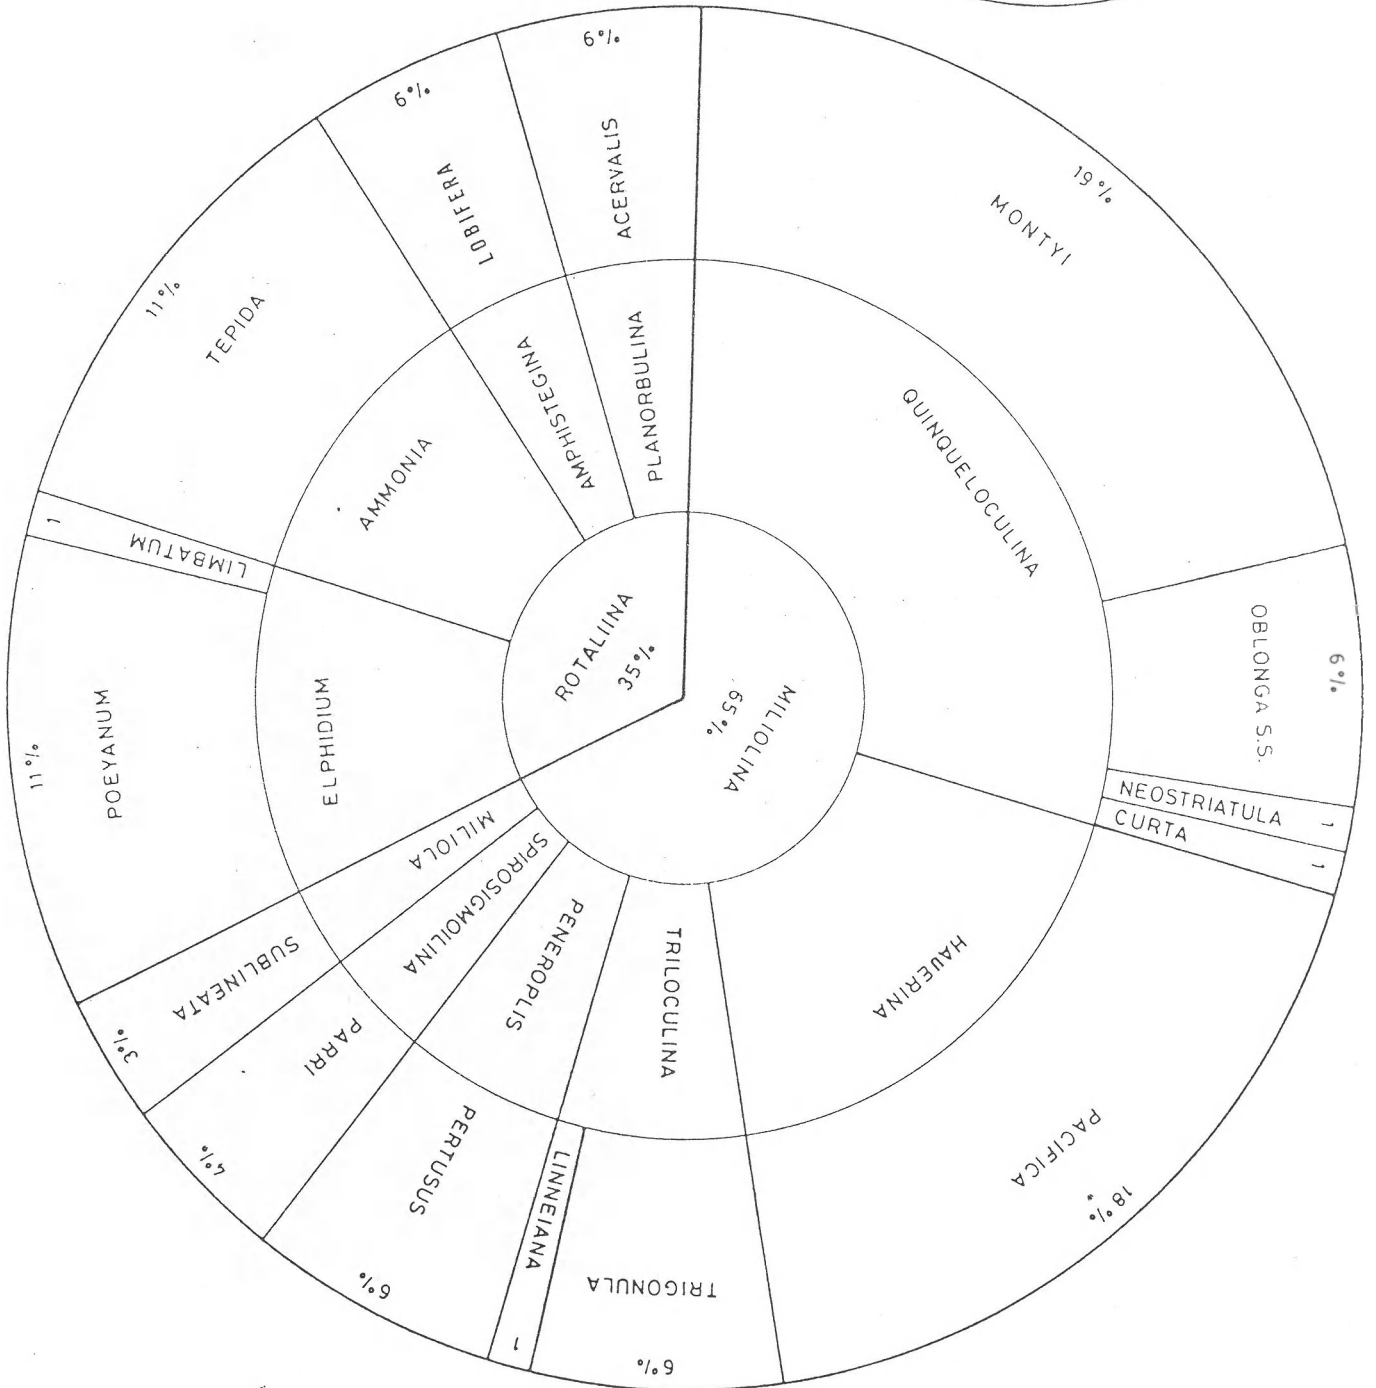 ROTALIINA
35%
MILIOLINA
65%
QUINQUELOCULINA
MONTYI
19%
OBLONGA S.S.
6%
NEOSTRIATULA
1
CURTA
1
HAUERINA
PACIFICA
18%
TRILOCULINA
TRIGONULA
6%
LINNEIANA
1
PENEROPLIS
PERTUSUS
6%
SPIROSIGMOILINA
PARRI
4%
MILIOLA
SUBLINEATA
3%
ELPHIDIUM
POEYANUM
11%
LIMBATUM
1
AMMONIA
TEPIDA
11%
AMPHISTEGINA
LOBIFERA
6%
PLANORBULINA
ACERVALIS
6%